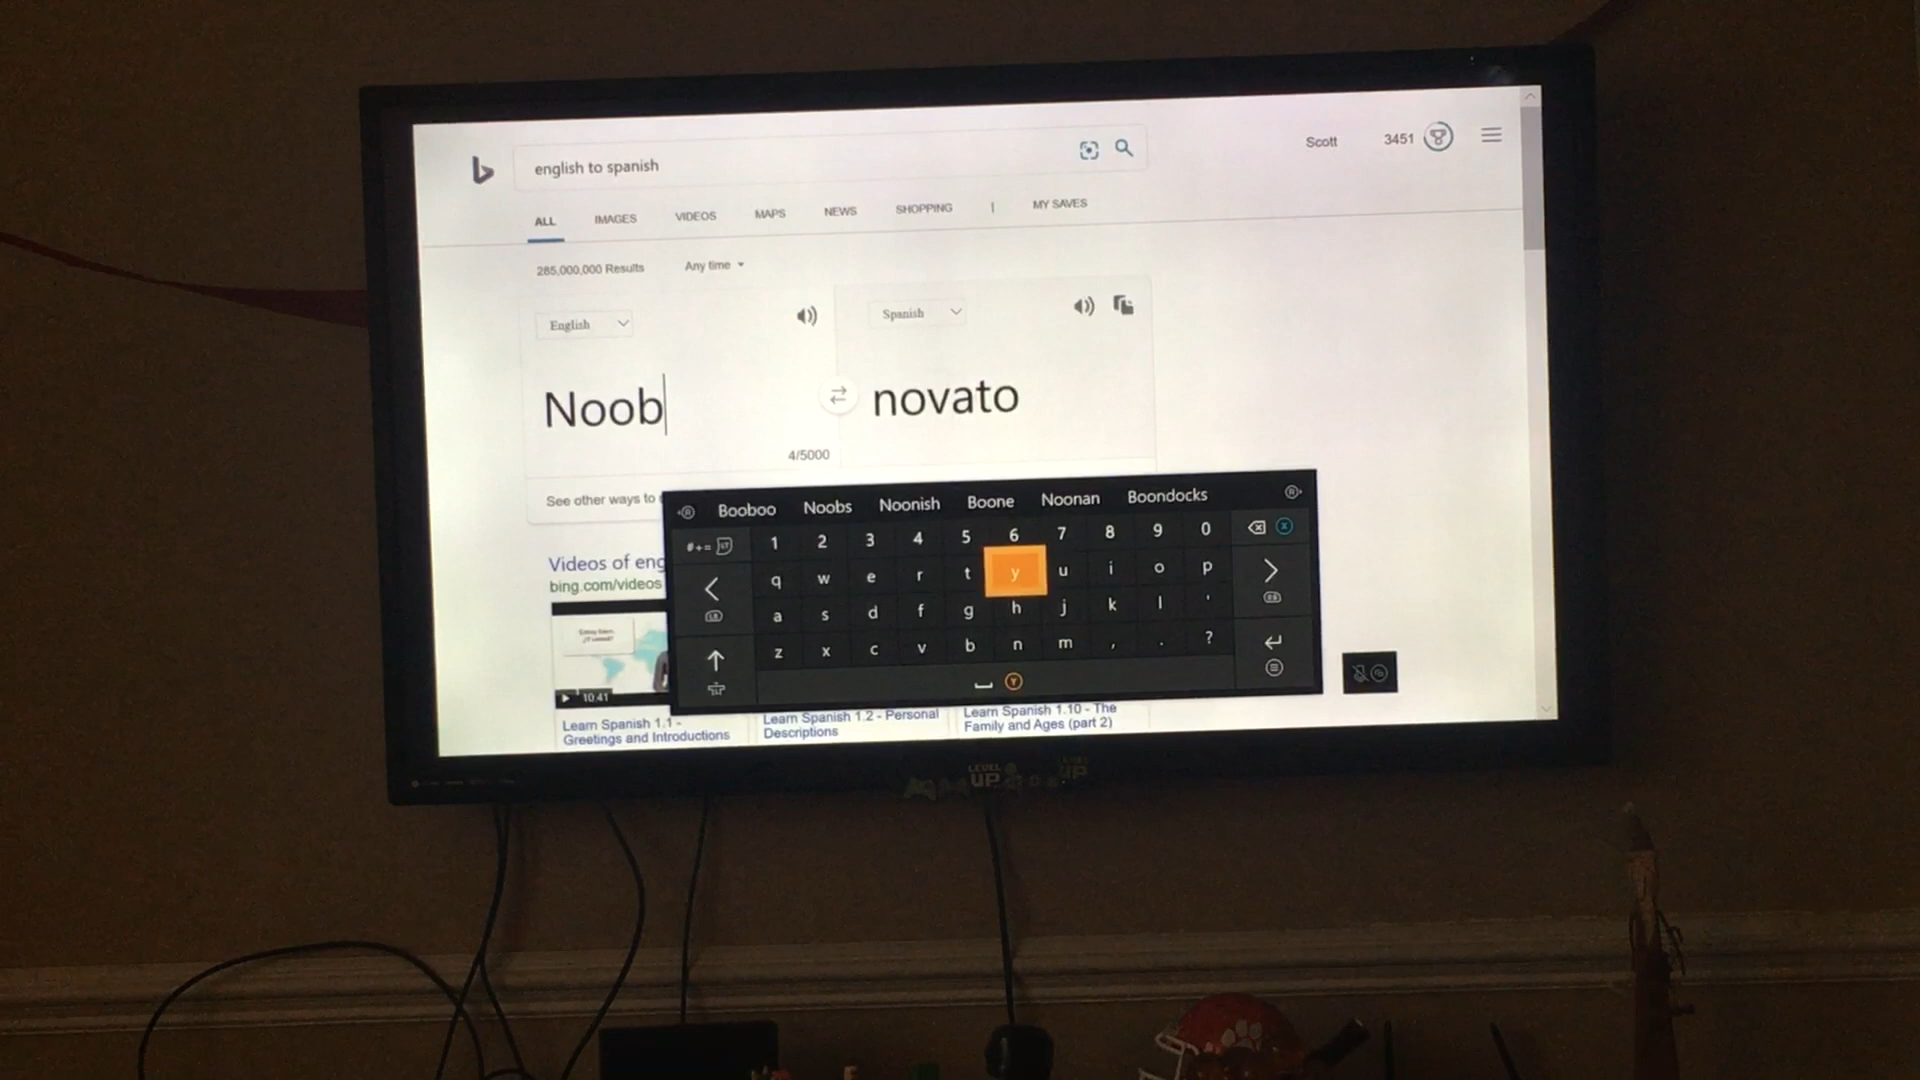 english to spanish
Scott 3451
ALL IMAGES VIDEOS MAPS NEWS SHOPPING | MY SAVES
285,000,000 Results Any time
English Spanish
Noob novato
4/5000
See other ways to
Booboo Noobs Noonish Boone Noonan Boondocks
#+= LT 1 2 3 4 5 6 7 8 9 0 X
q w e r t y u i o p
a s d f g h j k l '
z x c v b n m , . ?
Y
Videos of eng
bing.com/videos
10:41
Learn Spanish 1.1 -
Greetings and Introductions
Learn Spanish 1.2 - Personal
Descriptions
Learn Spanish 1.10 - The
Family and Ages (part 2)
LEVEL
UP